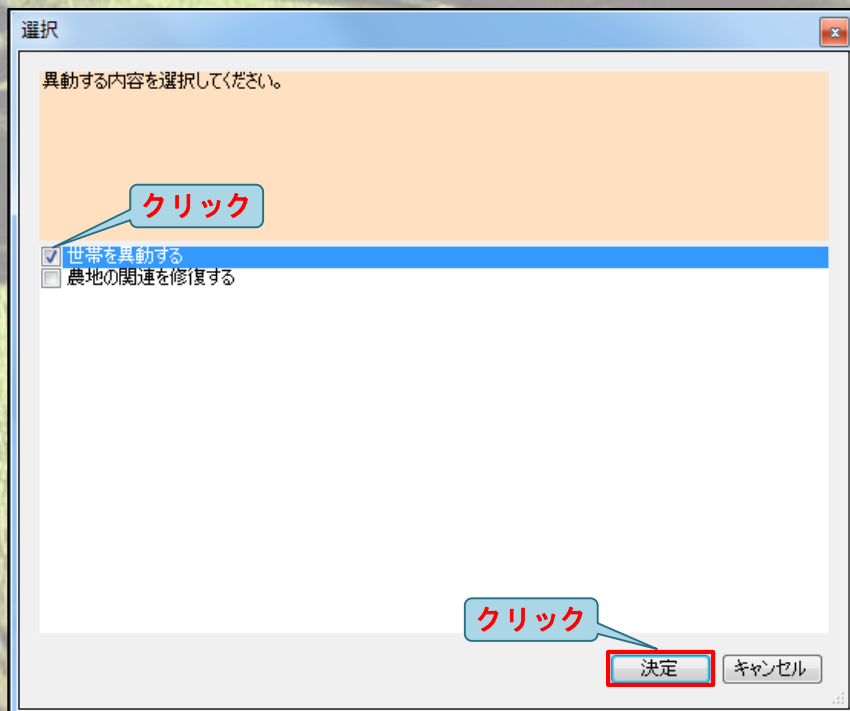 選択
異動する内容を選択してください。
クリック
世帯を異動する
農地の関連を修復する
クリック
決定
キャンセル